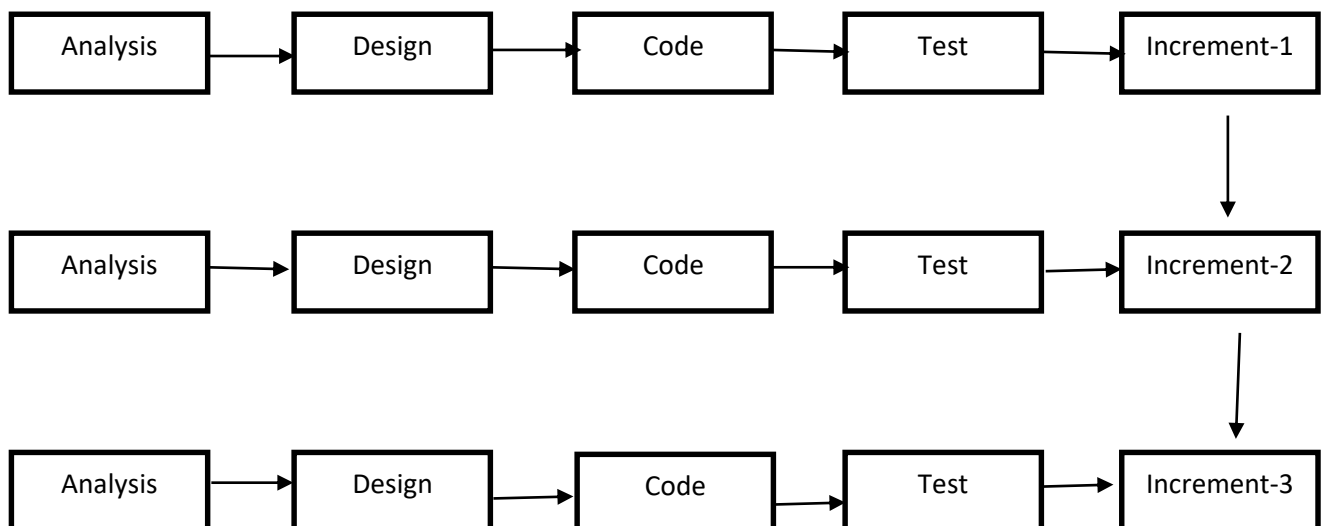 Analysis Design Code Test Increment-1
Analysis Design Code Test Increment-2
Analysis Design Code Test Increment-3